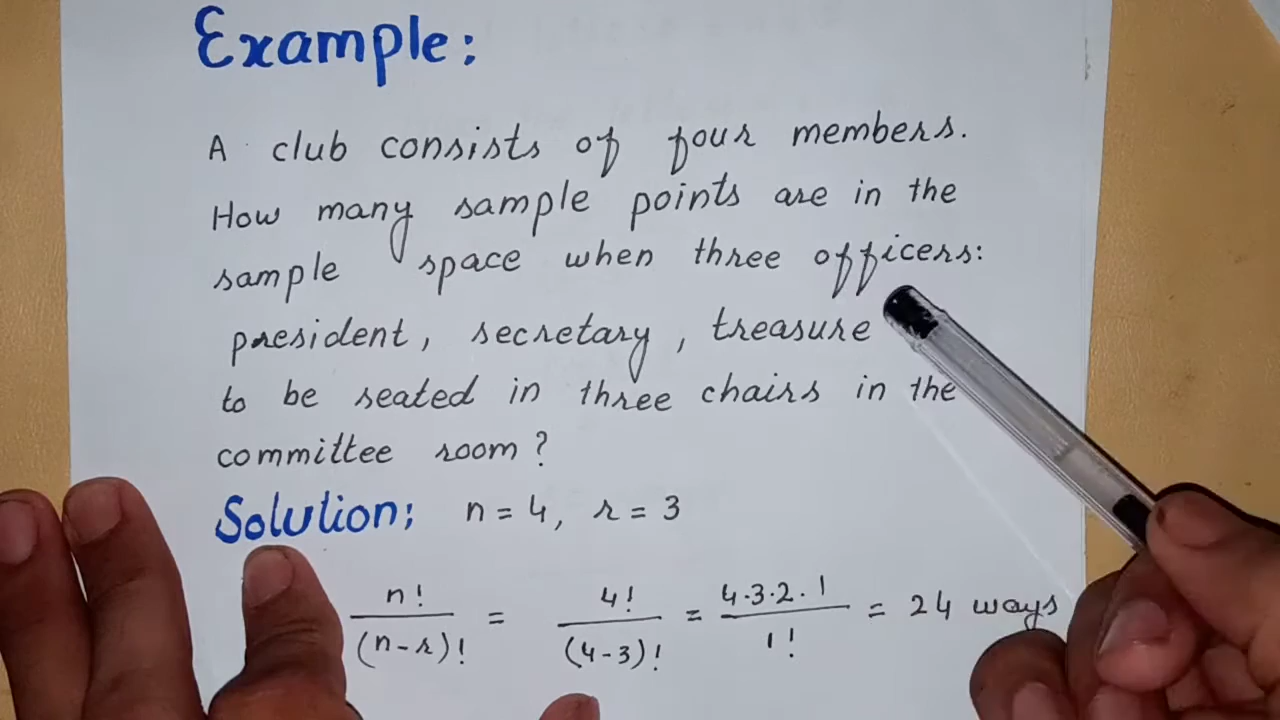 Example:
A club consists of four members.
How many sample points are in the
sample space when three officers:
president, secretary, treasure
to be seated in three chairs in the
committee room?
Solution: n = 4, r = 3
n! / (n-r)! = 4! / (4-3)! = 4·3·2·1 / 1! = 24 ways